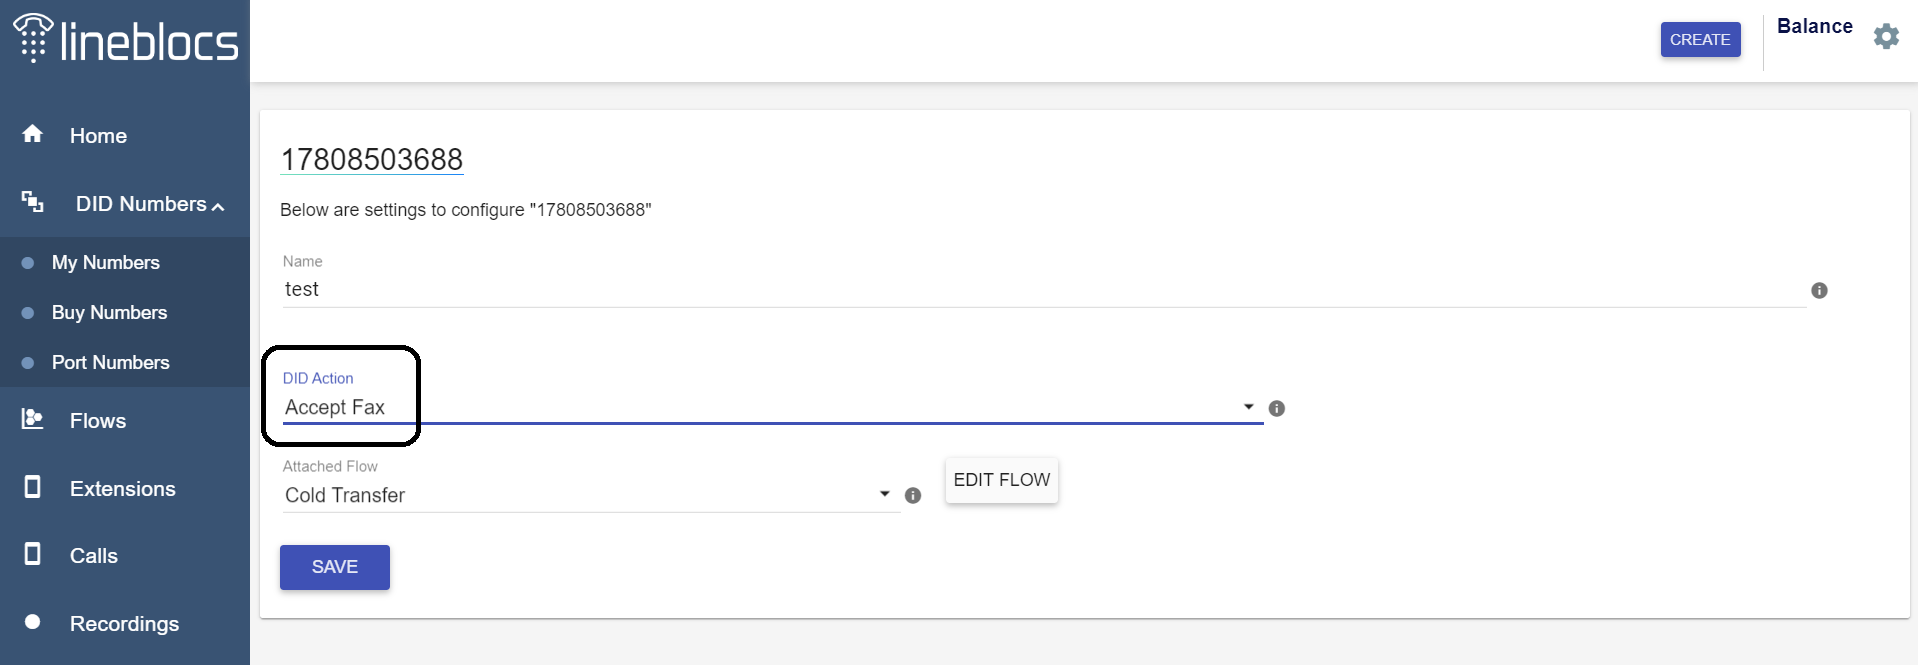 lineblocs
CREATE
Balance
Home
DID Numbers
My Numbers
Buy Numbers
Port Numbers
Flows
Extensions
Calls
Recordings
17808503688
Below are settings to configure "17808503688"
Name
test
DID Action
Accept Fax
Attached Flow
Cold Transfer
EDIT FLOW
SAVE